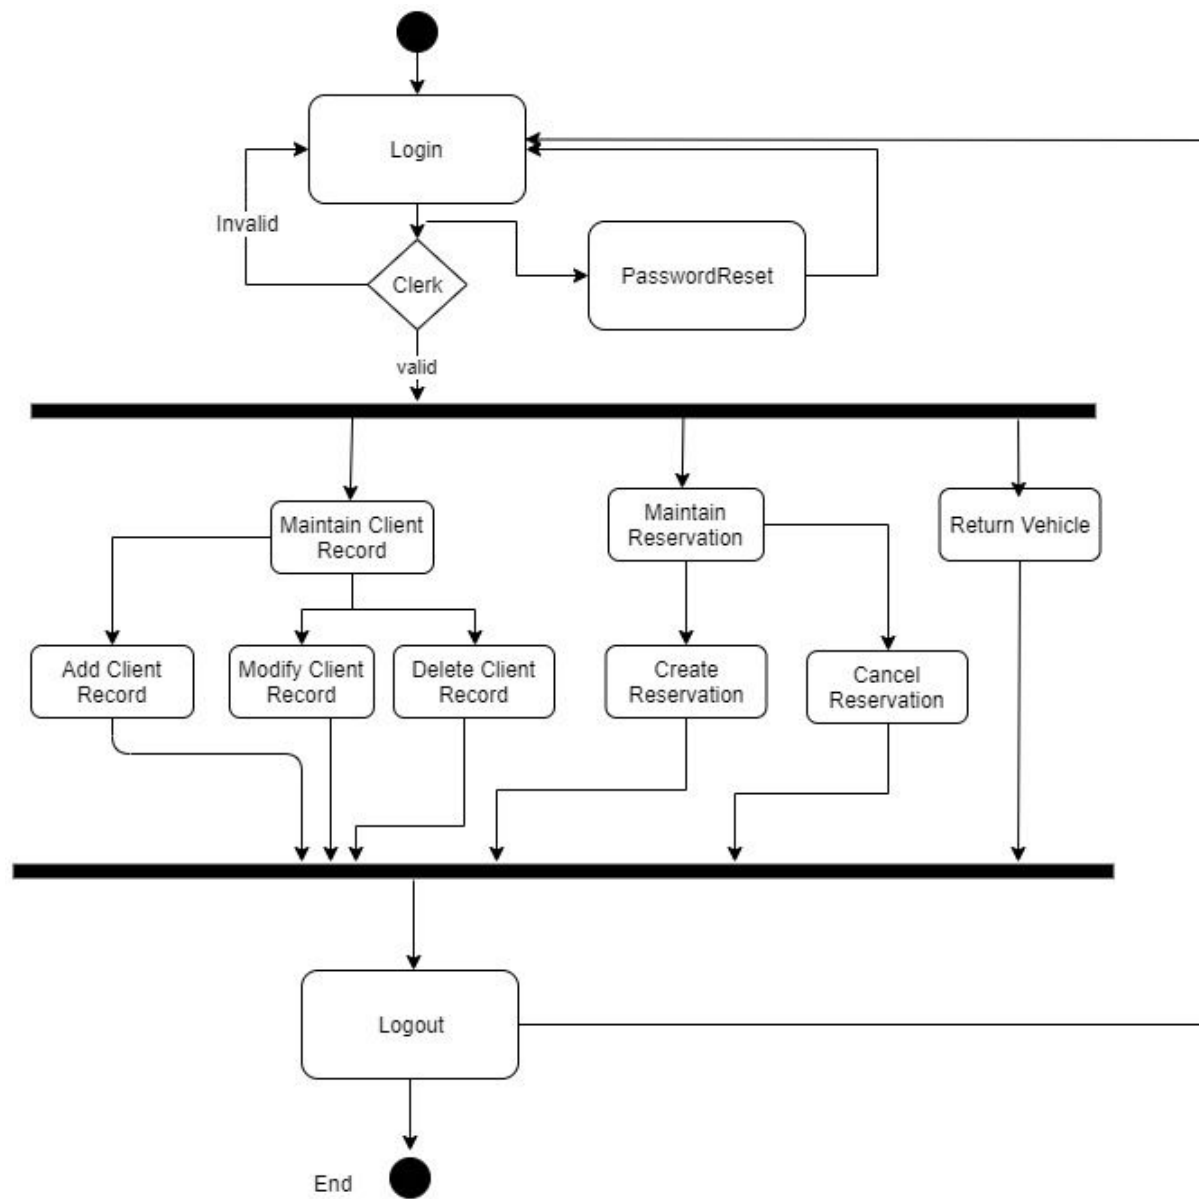 Login
Invalid
Clerk
PasswordReset
valid
Maintain Client
Record
Maintain
Reservation
Return Vehicle
Add Client
Record
Modify Client
Record
Delete Client
Record
Create
Reservation
Cancel
Reservation
Logout
End